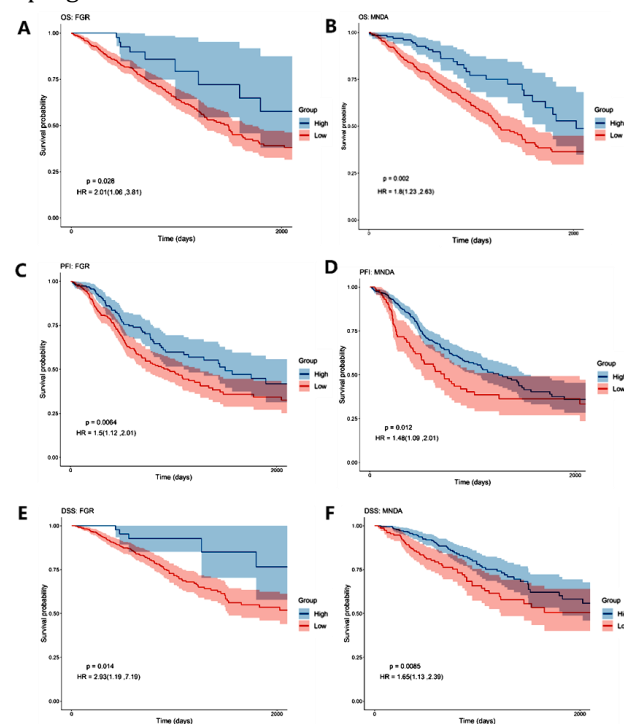 A
OS: FGR
Survival probability
1.00
0.75
0.50
0.25
0.00
p = 0.028
HR = 2.01(1.06 ,3.81)
0
2000
Time (days)
Group
High
Low
B
OS: MNDA
Survival probability
1.00
0.75
0.50
0.25
0.00
p = 0.002
HR = 1.8(1.23 ,2.63)
0
2000
Time (days)
Group
High
Low
C
PFI: FGR
Survival probability
1.00
0.75
0.50
0.25
0.00
p = 0.0064
HR = 1.5(1.12 ,2.01)
0
2000
Time (days)
Group
High
Low
D
PFI: MNDA
Survival probability
1.00
0.75
0.50
0.25
0.00
p = 0.012
HR = 1.48(1.09 ,2.01)
0
2000
Time (days)
Group
High
Low
E
DSS: FGR
Survival probability
1.00
0.75
0.50
0.25
0.00
p = 0.014
HR = 2.93(1.19 ,7.19)
0
2000
Time (days)
Group
High
Low
F
DSS: MNDA
Survival probability
1.00
0.75
0.50
0.25
0.00
p = 0.0085
HR = 1.65(1.13 ,2.39)
0
2000
Time (days)
Group